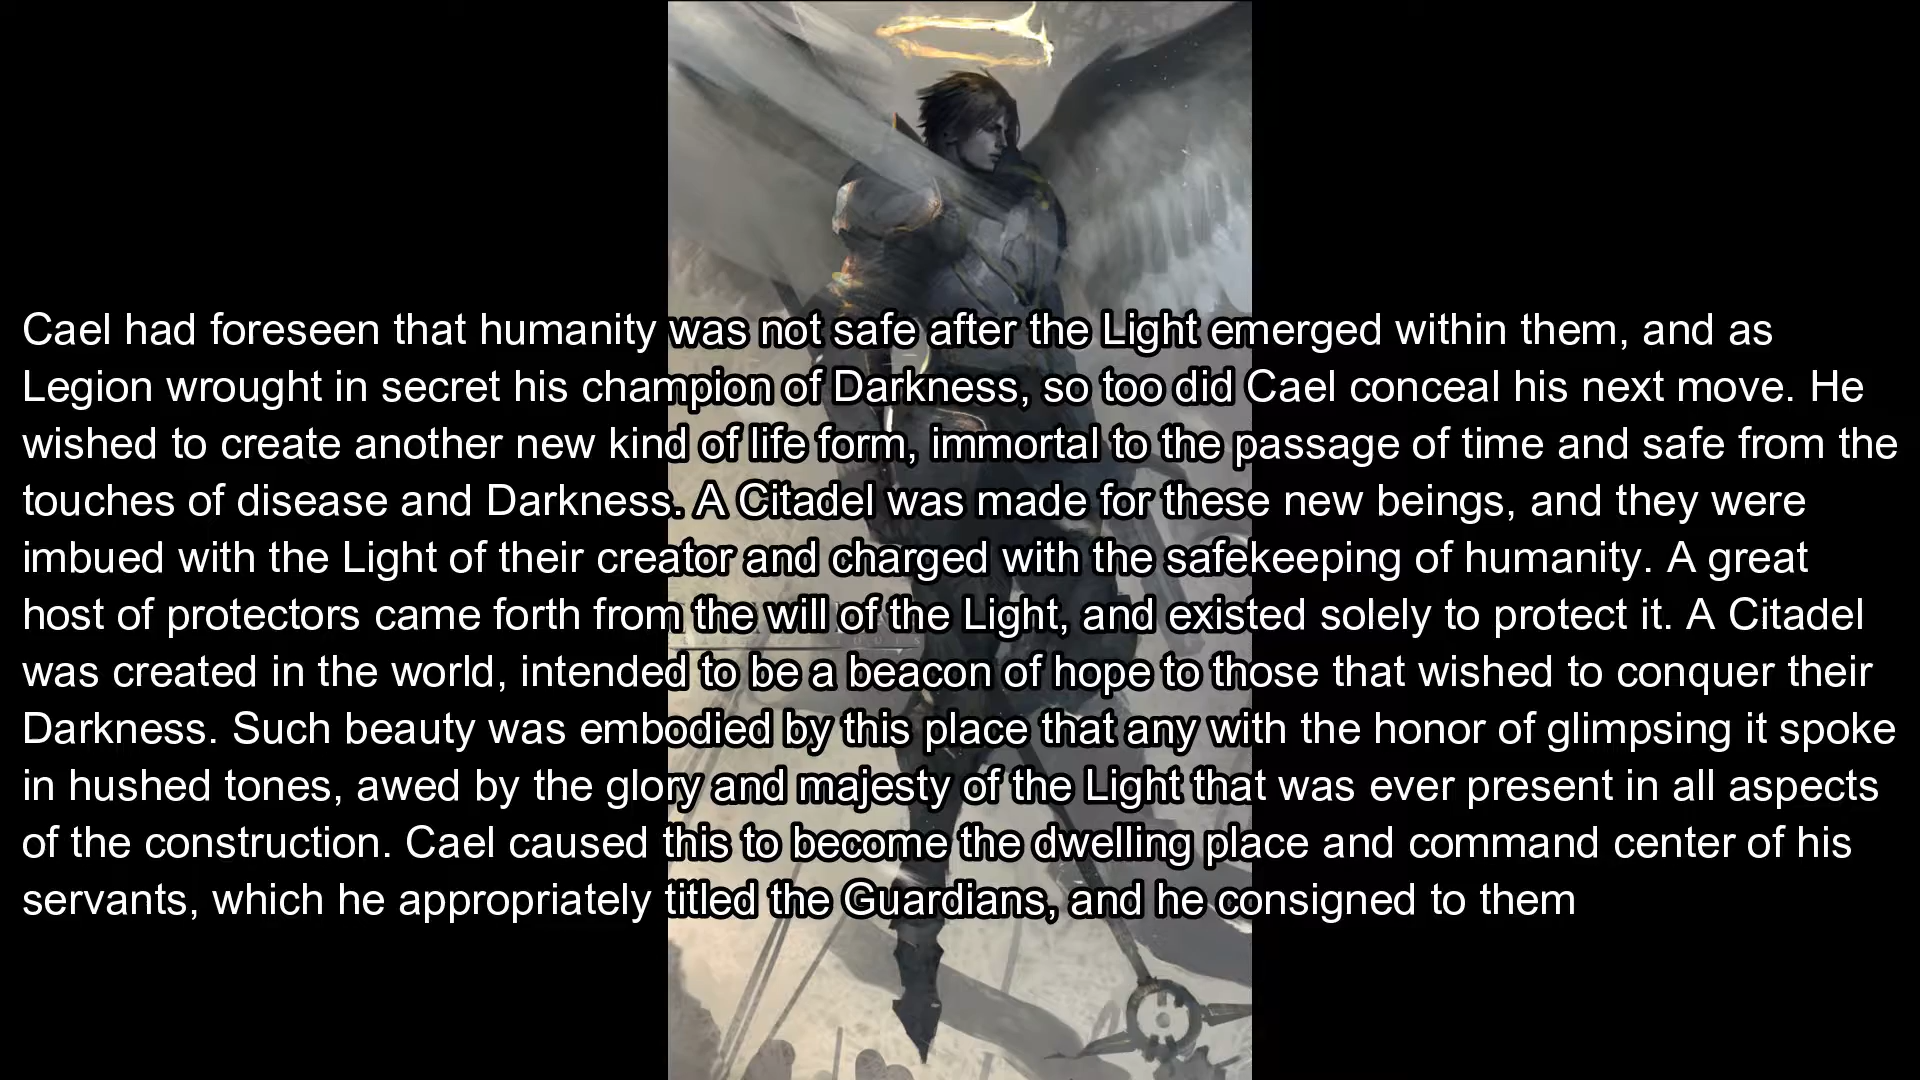 Cael had foreseen that humanity was not safe after the Light emerged within them, and as
Legion wrought in secret his champion of Darkness, so too did Cael conceal his next move. He
wished to create another new kind of life form, immortal to the passage of time and safe from the
touches of disease and Darkness. A Citadel was made for these new beings, and they were
imbued with the Light of their creator and charged with the safekeeping of humanity. A great
host of protectors came forth from the will of the Light, and existed solely to protect it. A Citadel
was created in the world, intended to be a beacon of hope to those that wished to conquer their
Darkness. Such beauty was embodied by this place that any with the honor of glimpsing it spoke
in hushed tones, awed by the glory and majesty of the Light that was ever present in all aspects
of the construction. Cael caused this to become the dwelling place and command center of his
servants, which he appropriately titled the Guardians, and he consigned to them